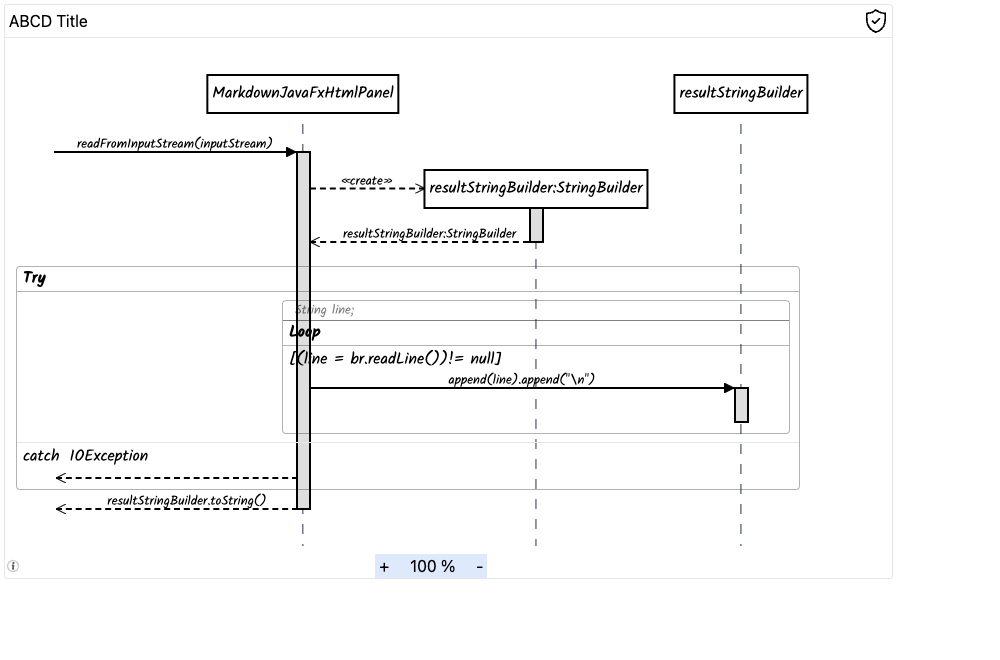 ABCD Title
MarkdownJavaFxHtmlPanel
resultStringBuilder
readFromInputStream(inputStream)
«create»
resultStringBuilder:StringBuilder
resultStringBuilder:StringBuilder
Try
String line;
Loop
[(line = br.readLine())!= null]
append(line).append("\n")
catch IOException
resultStringBuilder.toString()
+ 100 % -